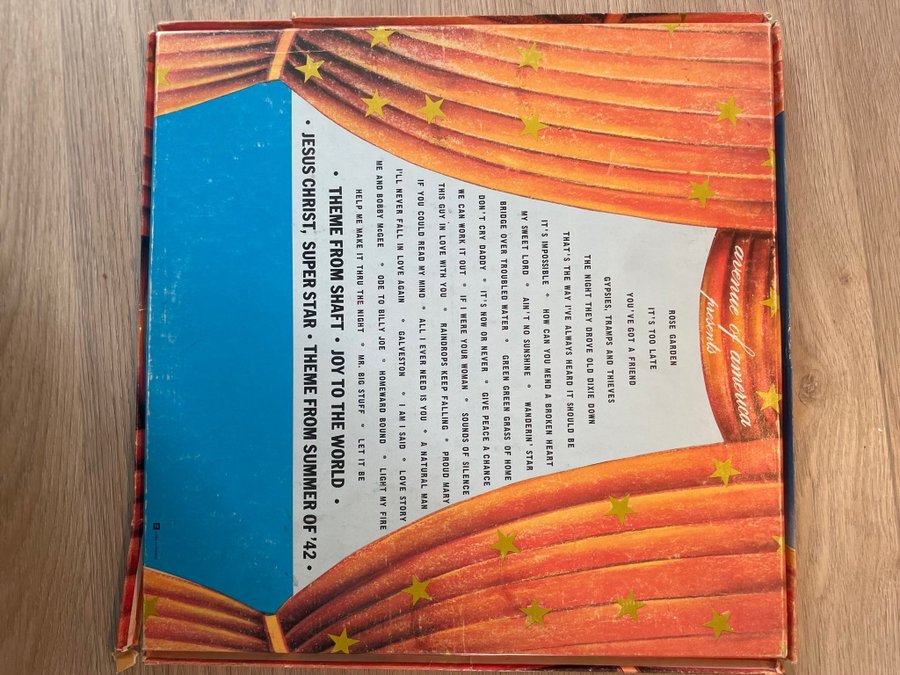 avenue of america
presents
ROSE GARDEN
IT'S TOO LATE
YOU'VE GOT A FRIEND
GYPSIES, TRAMPS AND THIEVES
THE NIGHT THEY DROVE OLD DIXIE DOWN
THAT'S THE WAY I'VE ALWAYS HEARD IT SHOULD BE
IT'S IMPOSSIBLE * HOW CAN YOU MEND A BROKEN HEART
MY SWEET LORD * AIN'T NO SUNSHINE * WANDERIN' STAR
BRIDGE OVER TROUBLED WATER * GREEN GREEN GRASS OF HOME
DON'T CRY DADDY * IT'S NOW OR NEVER * GIVE PEACE A CHANCE
WE CAN WORK IT OUT * IF I WERE YOUR WOMAN * SOUNDS OF SILENCE
THIS GUY IN LOVE WITH YOU * RAINDROPS KEEP FALLING * PROUD MARY
IF YOU COULD READ MY MIND * ALL I EVER NEED IS YOU * A NATURAL MAN
I'LL NEVER FALL IN LOVE AGAIN * GALVESTON * I AM I SAID * LOVE STORY
ME AND BOBBY McGEE * ODE TO BILLY JOE * HOMEWARD BOUND * LIGHT MY FIRE
HELP ME MAKE IT THRU THE NIGHT * MR. BIG STUFF * LET IT BE
• THEME FROM SHAFT • JOY TO THE WORLD •
• JESUS CHRIST, SUPER STAR • THEME FROM SUMMER OF '42 •